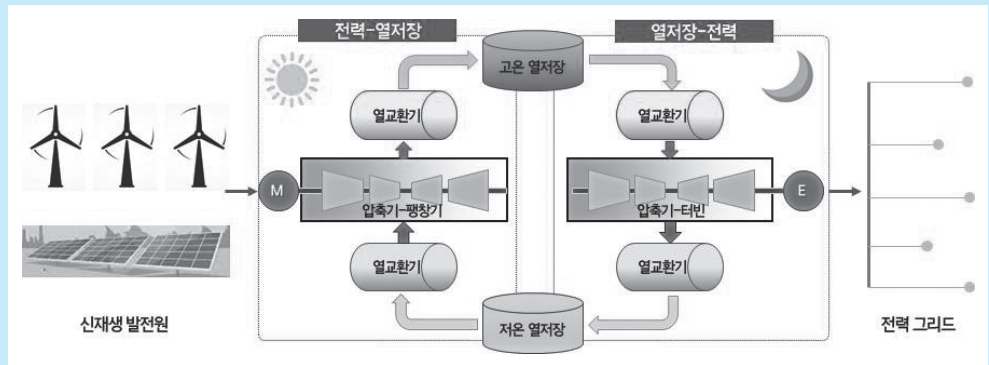 전력-열저장
열저장-전력
고온 열저장
열교환기
열교환기
M
압축기-팽창기
압축기-터빈
E
열교환기
열교환기
저온 열저장
신재생 발전원
전력 그리드